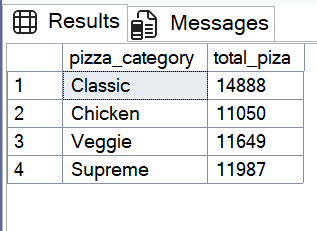 Results Messages
pizza_category total_piza
1 Classic 14888
2 Chicken 11050
3 Veggie 11649
4 Supreme 11987